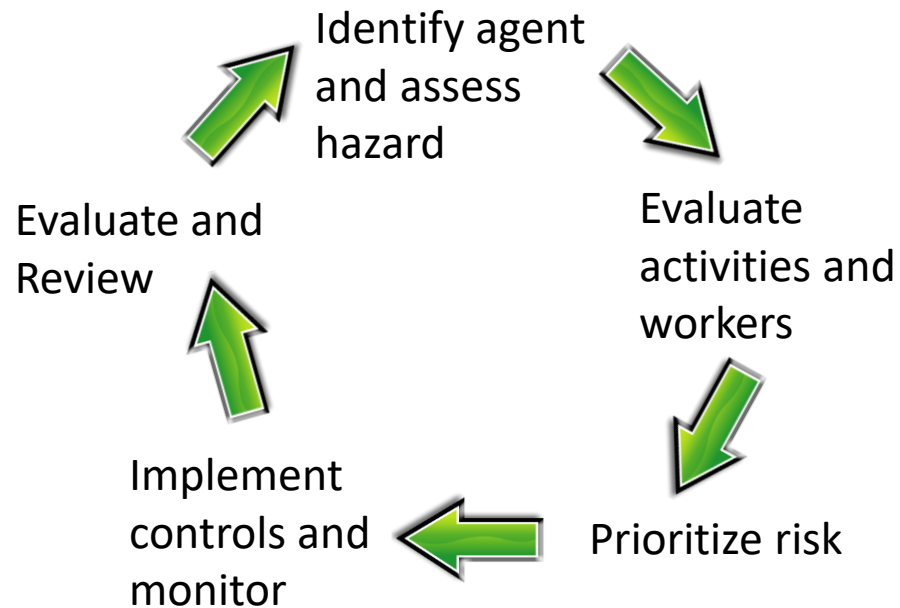 Identify agent
and assess
hazard
Evaluate
activities and
workers
Prioritize risk
Implement
controls and
monitor
Evaluate and
Review